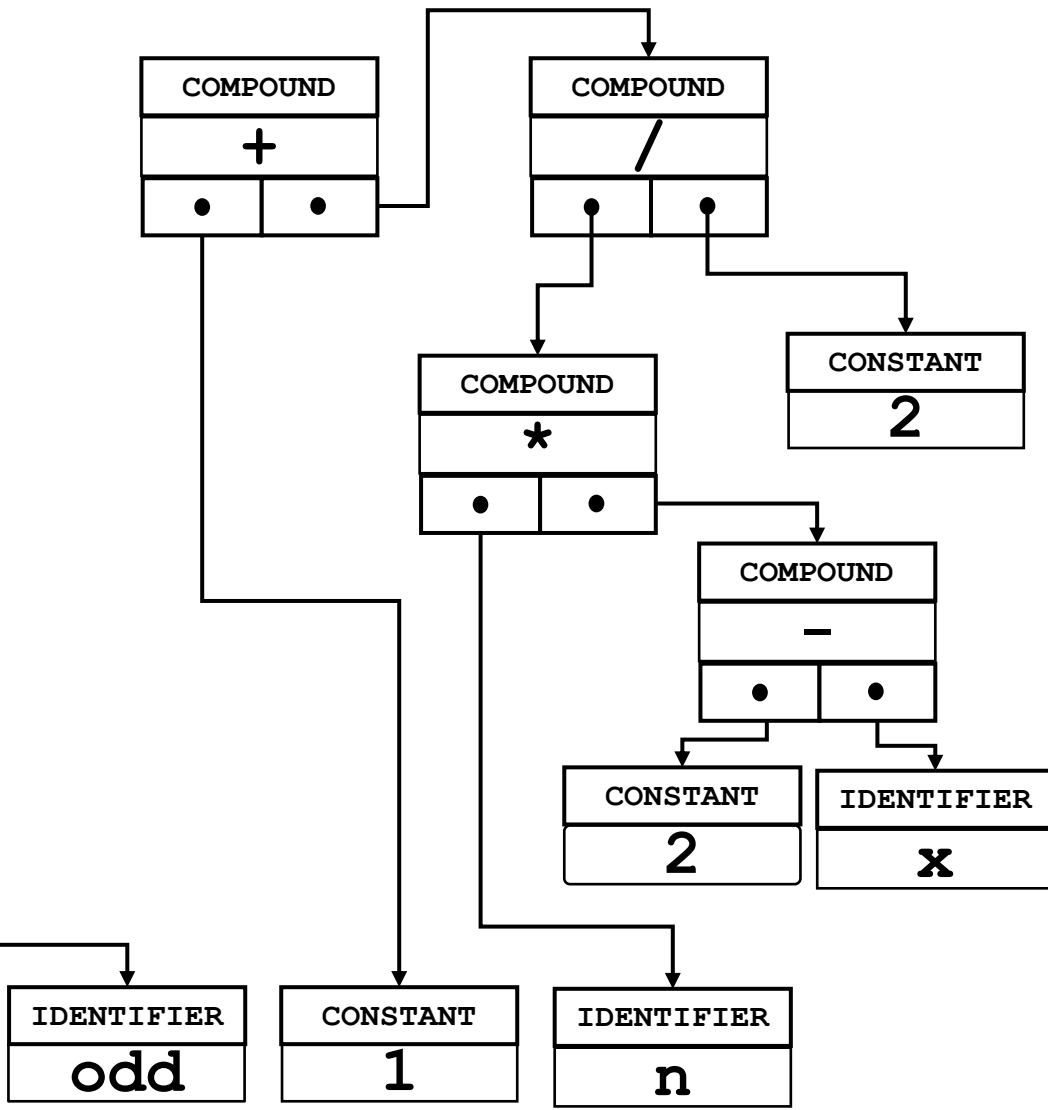 COMPOUND
+
COMPOUND
/
COMPOUND
*
CONSTANT
2
COMPOUND
-
CONSTANT
2
IDENTIFIER
x
IDENTIFIER
odd
CONSTANT
1
IDENTIFIER
n